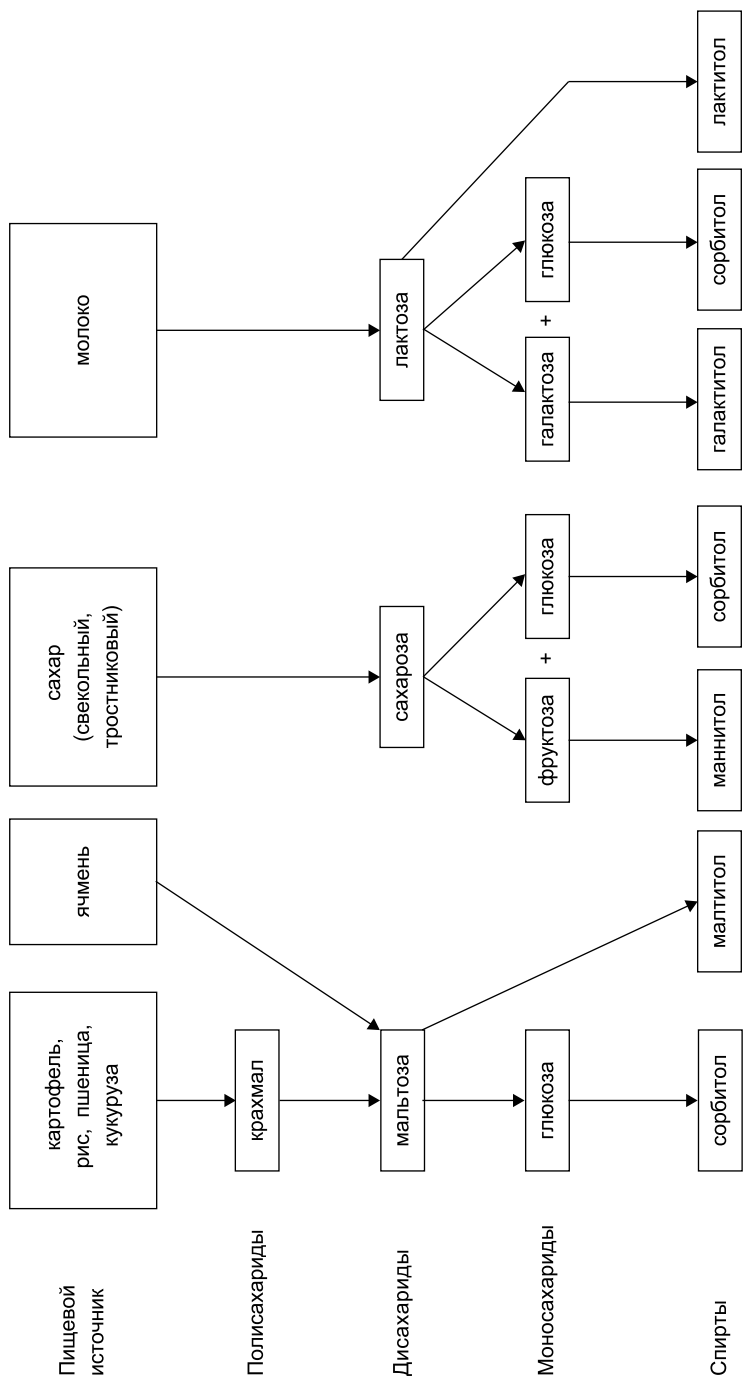 Пищевой
источник
картофель,
рис, пшеница,
кукуруза
ячмень
сахар
(свекольный,
тростниковый)
молоко
Полисахариды
крахмал
Дисахариды
мальтоза
сахароза
лактоза
Моносахариды
глюкоза
фруктоза
+
глюкоза
галактоза
+
глюкоза
Спирты
сорбитол
малтитол
маннитол
сорбитол
галактитол
сорбитол
лактитол